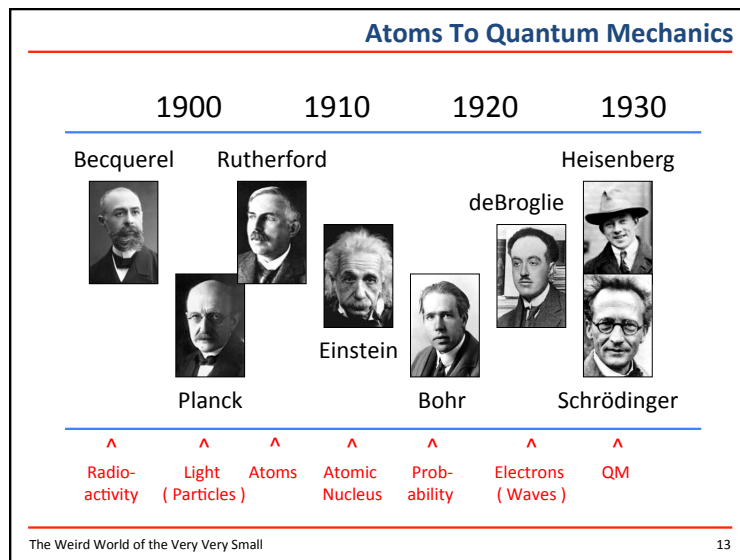 Atoms To Quantum Mechanics
1900 1910 1920 1930
Becquerel Rutherford Heisenberg
deBroglie
Einstein
Planck Bohr Schrödinger
^ ^ ^ ^ ^ ^ ^
Radio- Light Atoms Atomic Prob- Electrons QM
activity ( Particles ) Nucleus ability ( Waves )
The Weird World of the Very Very Small 13